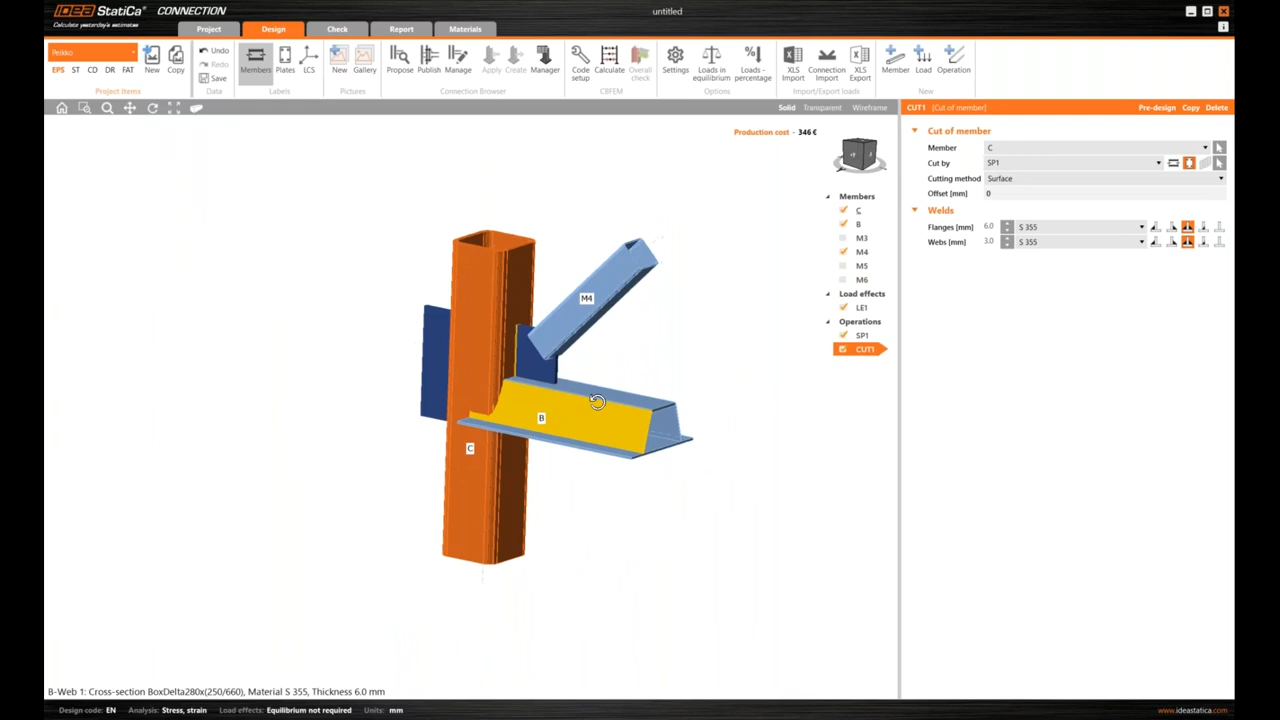 IDEA StatiCa® CONNECTION
Calculate yesterday's estimates
untitled
Project Design Check Report Materials
Peikko
EPS ST CD DR FAT
New Copy
Undo
Redo
Save
Members Plates LCS
New Gallery
Propose Publish Manage Apply Create Manager
Code setup Calculate Overall check
Settings Loads in equilibrium Loads - percentage
XLS Import Connection Import XLS Export
Member Load Operation
Project items Data Labels Pictures Connection Browser CBFEM Options Import/Export loads New
Solid Transparent Wireframe
CUT1 [Cut of member] Pre-design Copy Delete
Production cost - 346 €
Cut of member
Member C
Cut by SP1
Cutting method Surface
Offset [mm] 0
Welds
Flanges [mm] 6.0 S 355
Webs [mm] 3.0 S 355
Members
C
B
M3
M4
M5
M6
Load effects
LE1
Operations
SP1
CUT1
M4
B
C
B-Web 1: Cross-section BoxDelta280x(250/660), Material S 355, Thickness 6.0 mm
Design code: EN Analysis: Stress, strain Load effects: Equilibrium not required Units: mm
www.ideastatica.com